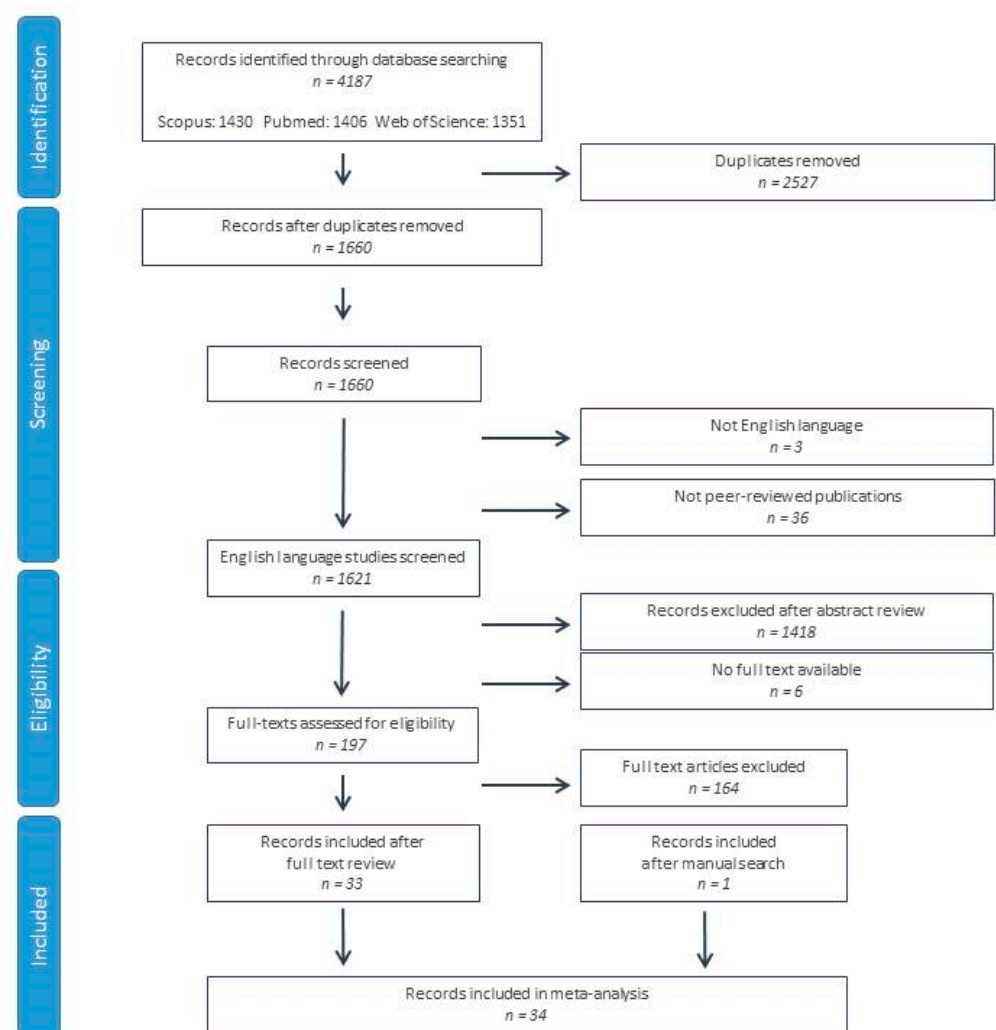 Identification
Records identified through database searching
n = 4187
Scopus: 1430 Pubmed: 1406 Web of Science: 1351
Duplicates removed
n = 2527
Screening
Records after duplicates removed
n = 1660
Records screened
n = 1660
Not English language
n = 3
Not peer-reviewed publications
n = 36
English language studies screened
n = 1621
Eligibility
Records excluded after abstract review
n = 1418
No full text available
n = 6
Full-texts assessed for eligibility
n = 197
Full text articles excluded
n = 164
Included
Records included after
full text review
n = 33
Records included
after manual search
n = 1
Records included in meta-analysis
n = 34